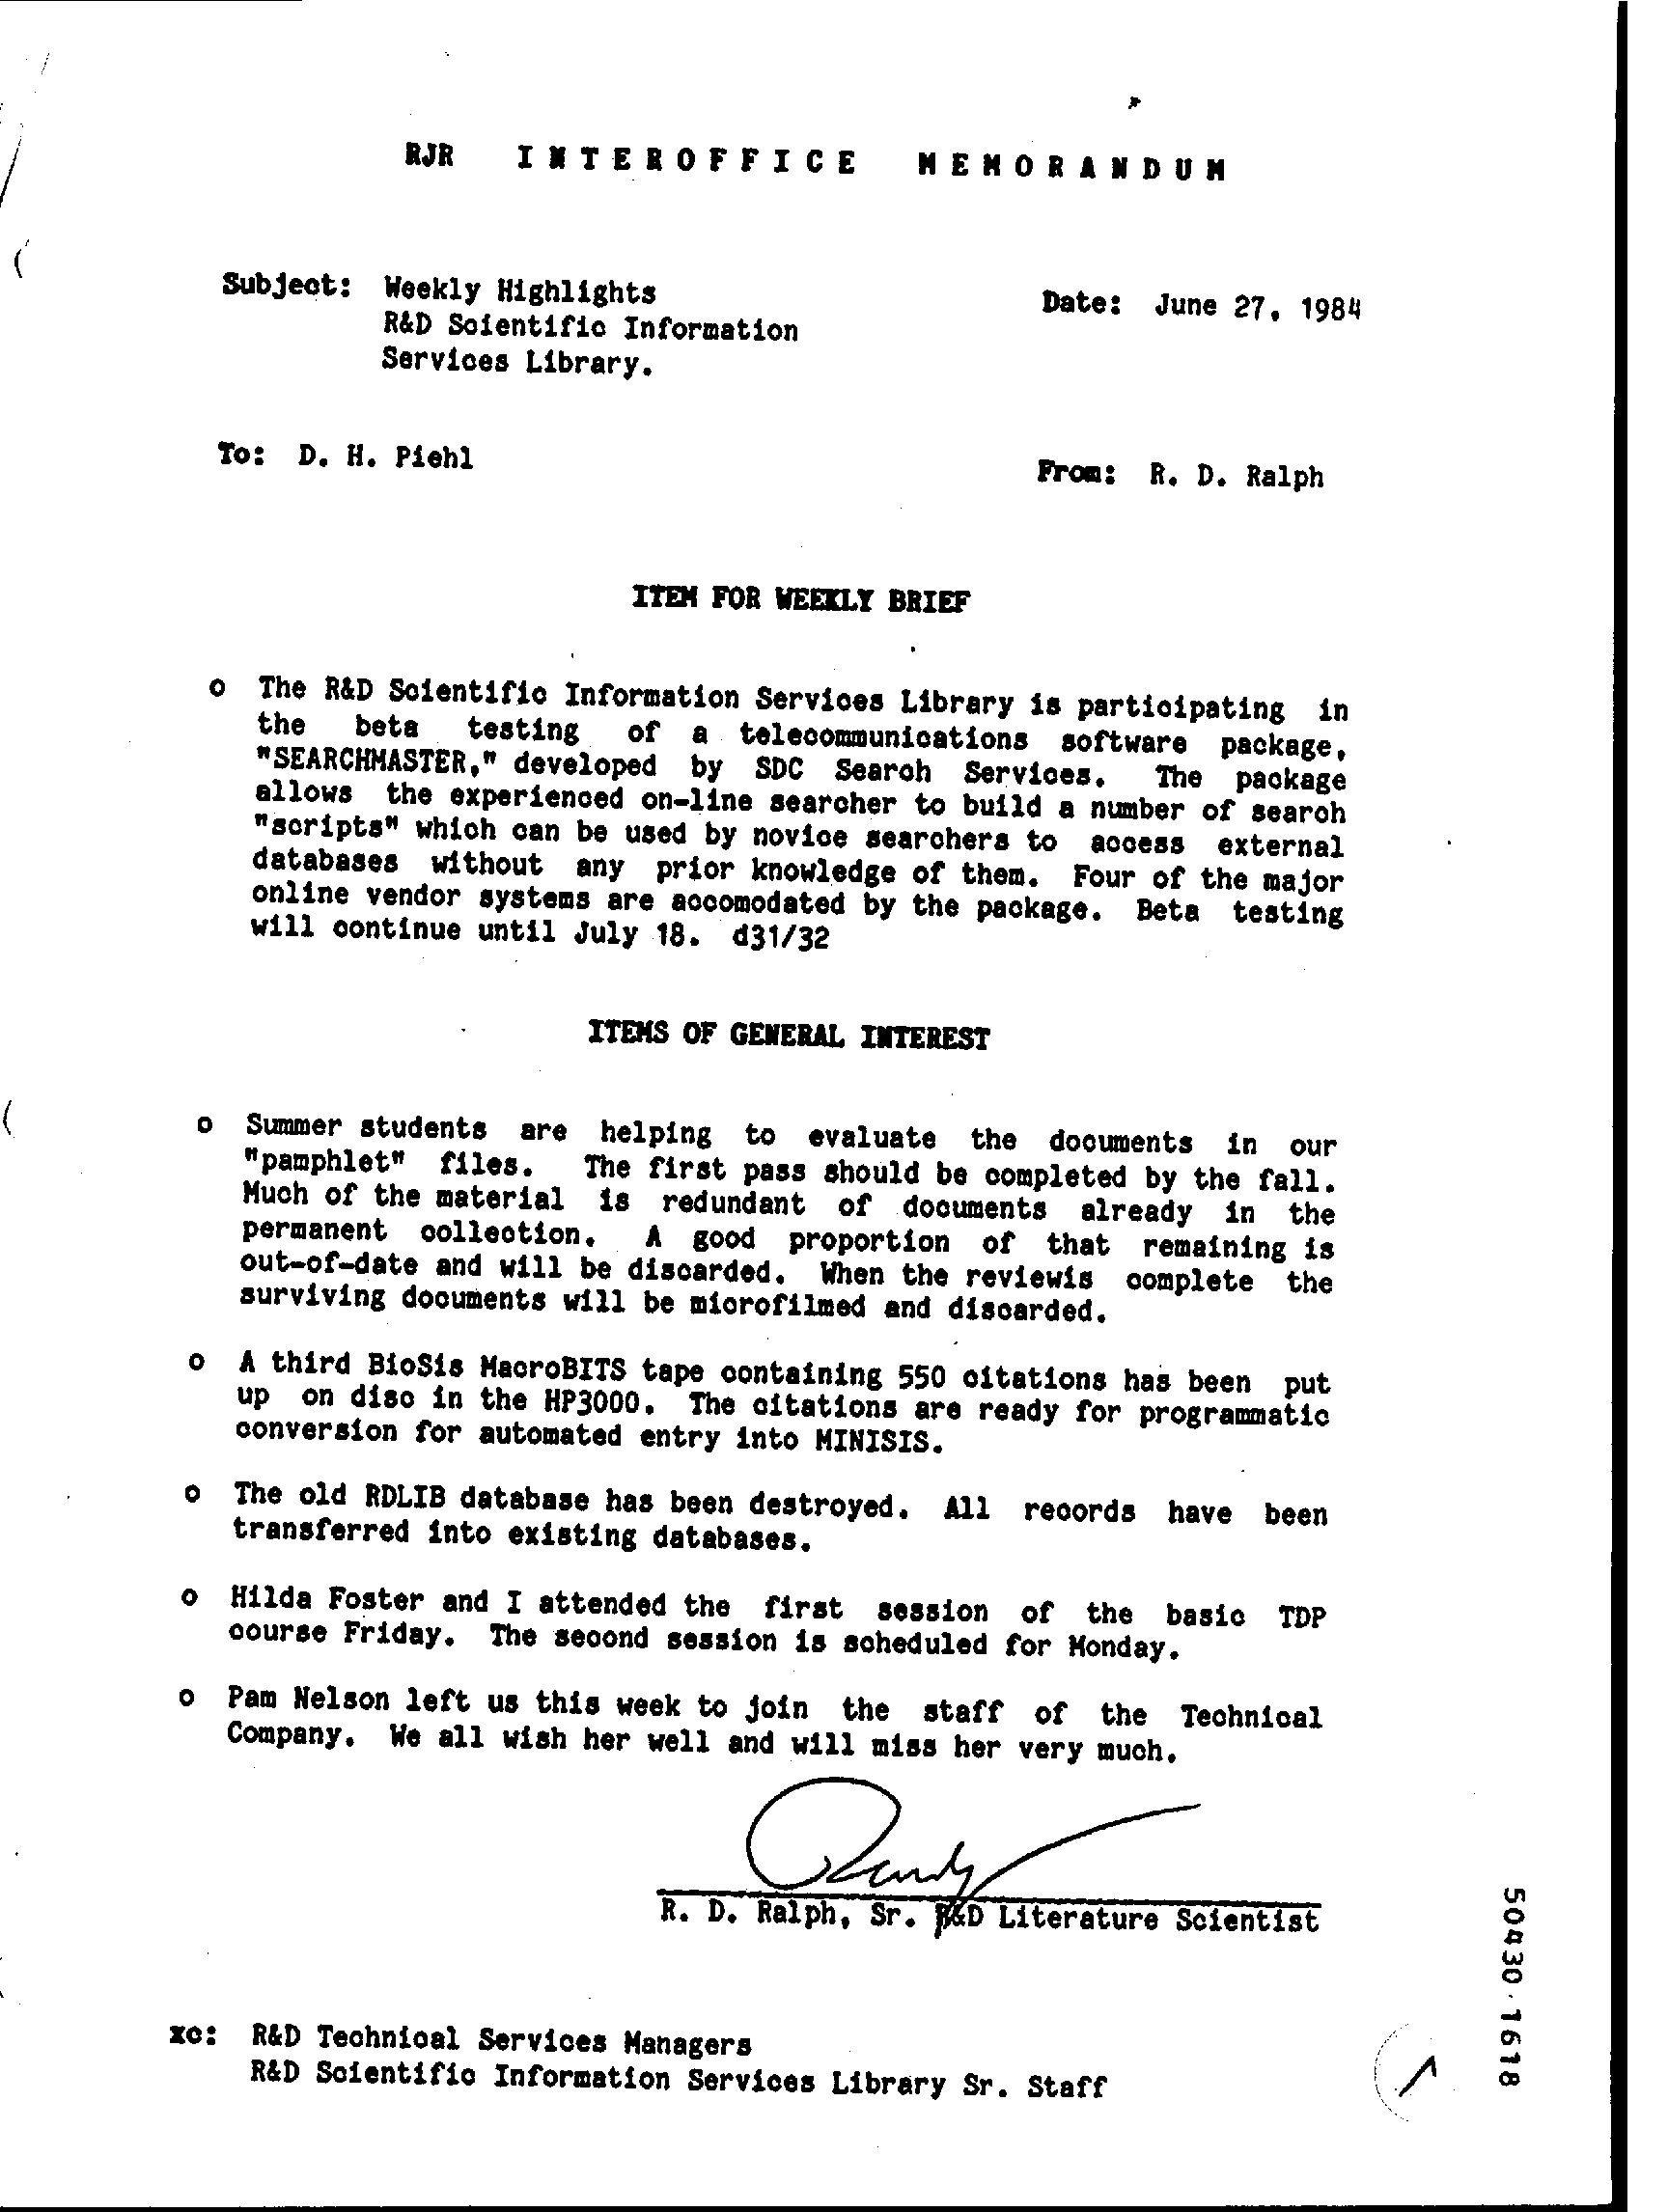 RJR INTEROFFICE MEMORANDUM
Subject: Weekly Highlights
R&D Scientific Information
Services Library.
Date: June 27, 1984
To: D. H. Piehl
From: R. D. Ralph
ITEM FOR WEEKLY BRIEF
o The R&D Scientific Information Services Library is participating in
the beta testing of a telecommunications software package,
"SEARCHMASTER," developed by SDC Search Services. The package
allows the experienced on-line searcher to build a number of search
"scripts" which can be used by novice searchers to access external
databases without any prior knowledge of them. Four of the major
online vendor systems are accomodated by the package. Beta testing
will continue until July 18. d31/32
ITEMS OF GENERAL INTEREST
o Summer students are helping to evaluate the documents in our
"pamphlet" files. The first pass should be completed by the fall.
Much of the material is redundant of documents already in the
permanent collection. A good proportion of that remaining is
out-of-date and will be discarded. When the reviewis complete the
surviving documents will be microfilmed and discarded.
o A third BioSis MacroBITS tape containing 550 citations has been put
up on disc in the HP3000. The citations are ready for programmatic
conversion for automated entry into MINISIS.
o The old RDLIB database has been destroyed. All records have been
transferred into existing databases.
o Hilda Foster and I attended the first session of the basic TDP
course Friday. The second session is scheduled for Monday.
o Pam Nelson left us this week to join the staff of the Technical
Company. We all wish her well and will miss her very much.
Randy
R. D. Ralph, Sr. R&D Literature Scientist
xc: R&D Technical Services Managers
R&D Scientific Information Services Library Sr. Staff
50430 1618